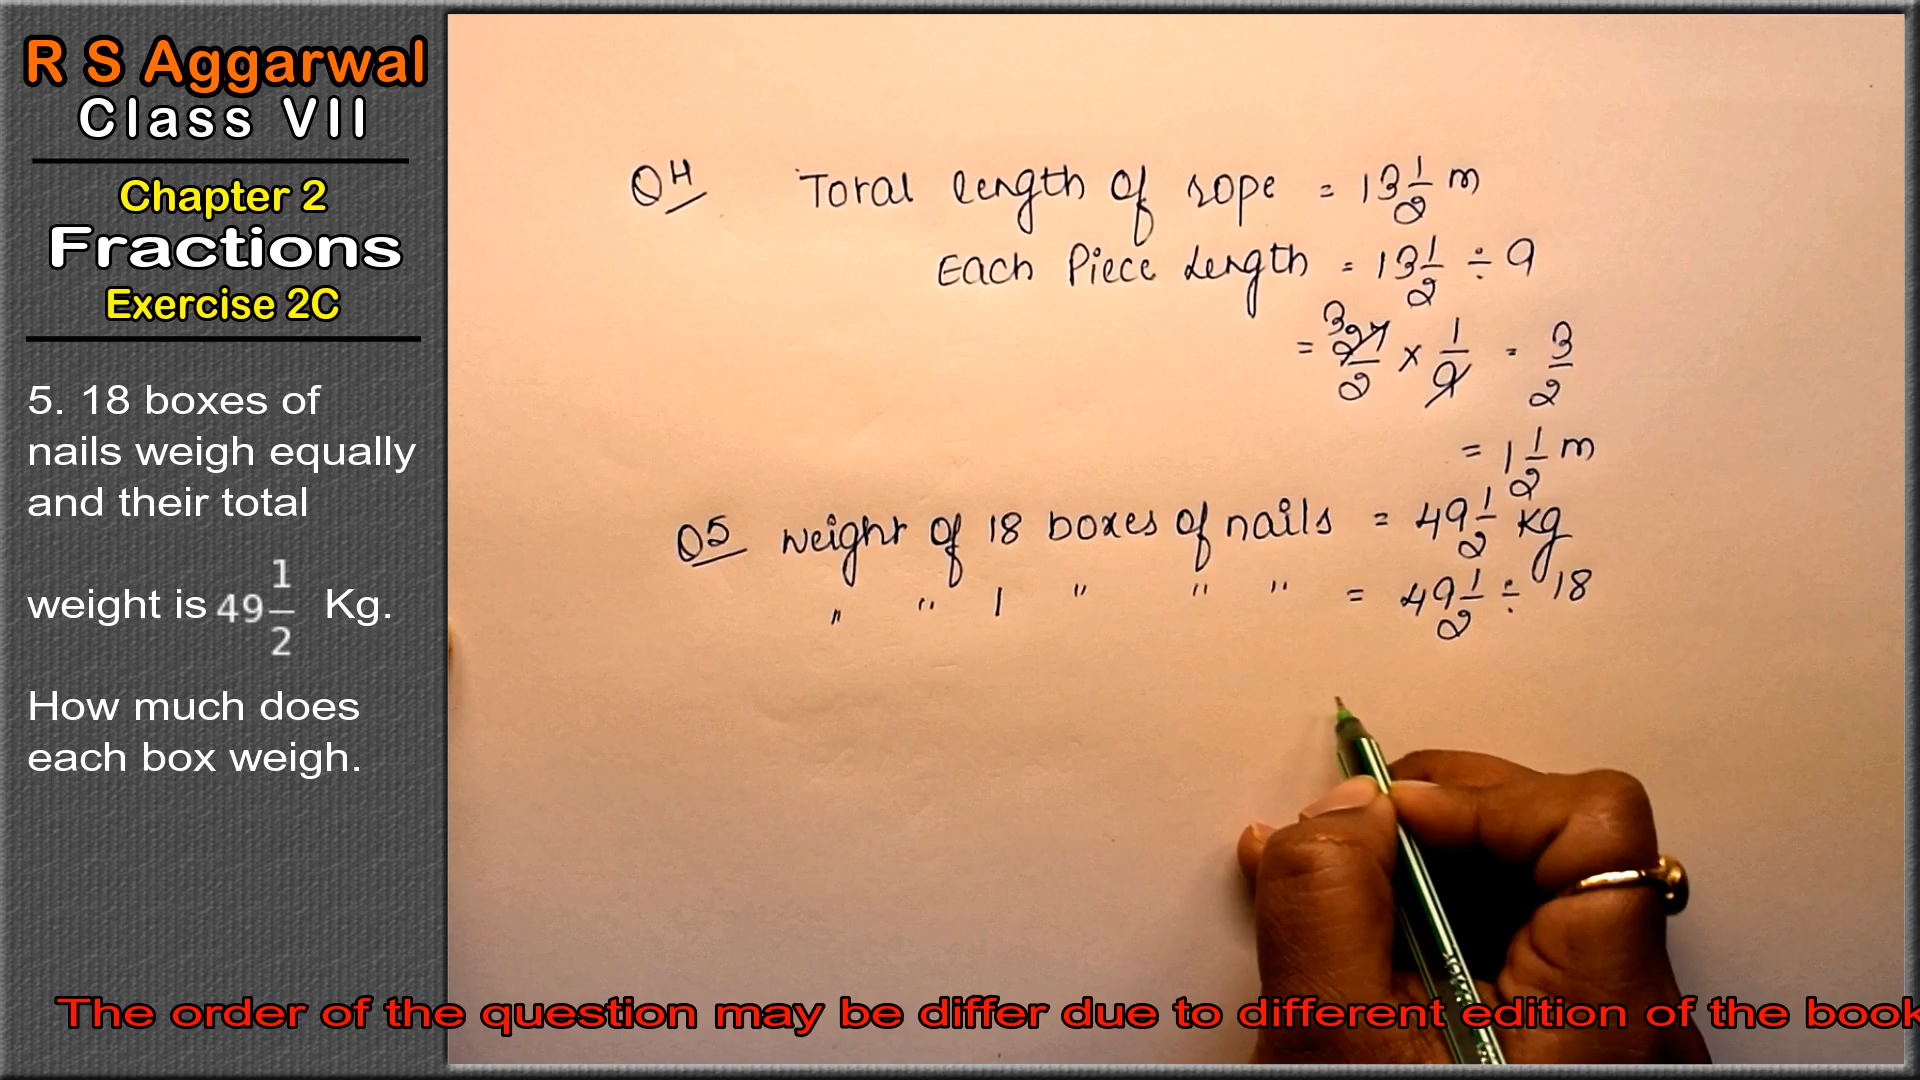 R S Aggarwal
Class VII
Chapter 2
Fractions
Exercise 2C
5. 18 boxes of
nails weigh equally
and their total
weight is 49 1/2 Kg.
How much does
each box weigh.
Q4 Toral length of rope = 13 1/2 m
Each Piece Length = 13 1/2 ÷ 9
= 3 27/2 × 1/9 = 3/2
= 1 1/2 m
Q5 weight of 18 boxes of nails = 49 1/2 kg
" " 1 " " " = 49 1/2 ÷ 18
The order of the question may be differ due to different edition of the book